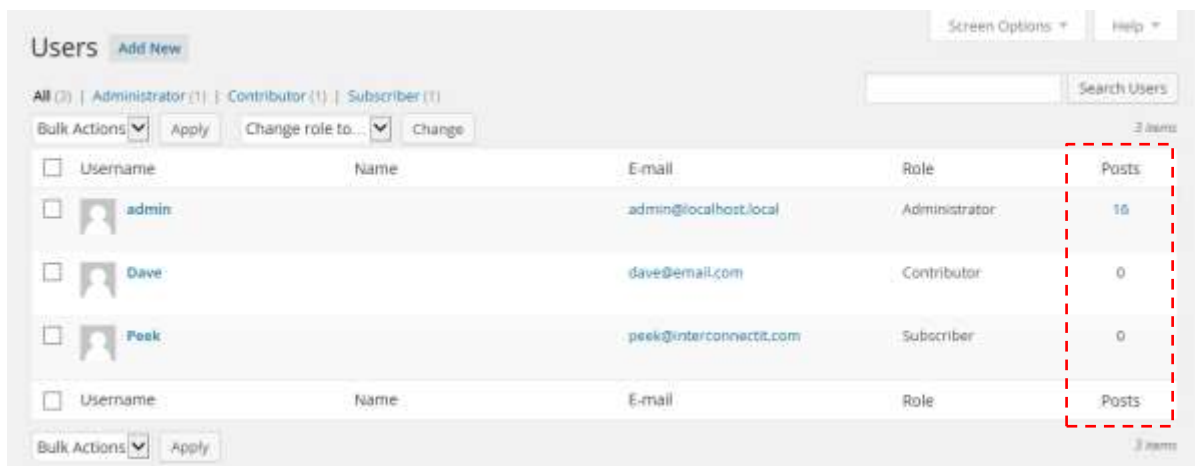 Screen Options Help
Users Add New
All (3) | Administrator (1) | Contributor (1) | Subscriber (1)
Search Users
Bulk Actions Apply Change role to... Change 3 items
Username Name E-mail Role Posts
admin admin@localhost.local Administrator 16
Dave dave@email.com Contributor 0
Peek peek@interconnectit.com Subscriber 0
Username Name E-mail Role Posts
Bulk Actions Apply 3 items